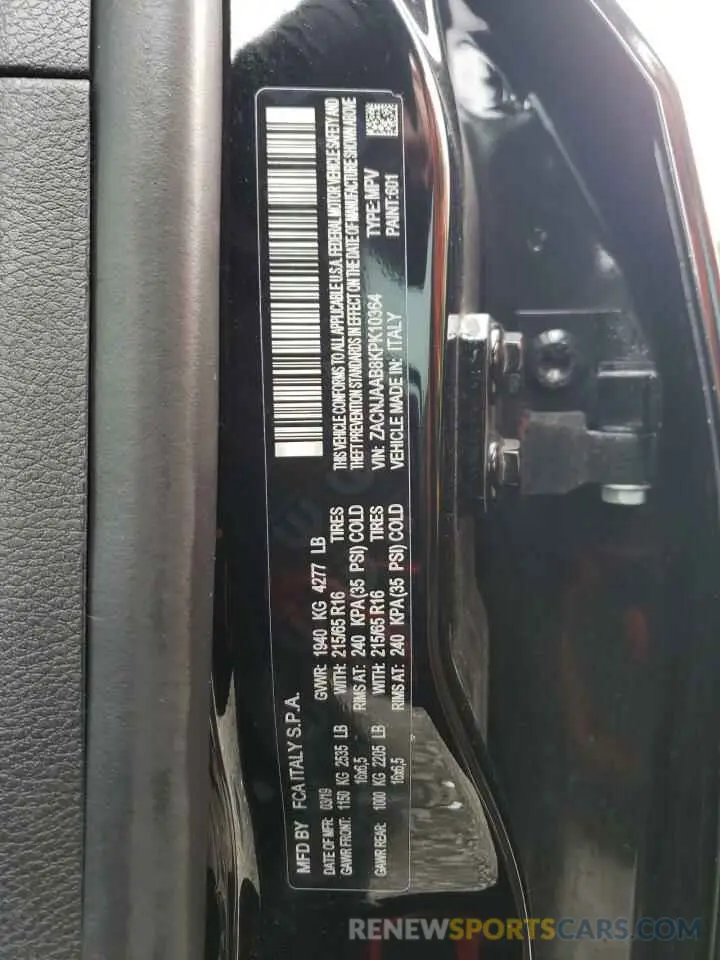 MFD BY FCA ITALY S.P.A.
DATE OF MFR: 03/19 GVWR: 1940 KG 4277 LB
GAWR FRONT: 1150 KG 2535 LB WITH: 215/65 R16 TIRES
16x6,5 RIMS AT: 240 KPA(35 PSI) COLD
GAWR REAR: 1000 KG 2205 LB WITH: 215/65 R16 TIRES
16x6,5 RIMS AT: 240 KPA(35 PSI) COLD
THIS VEHICLE CONFORMS TO ALL APPLICABLE U.S.A. FEDERAL MOTOR VEHICLE SAFETY AND
THEFT PREVENTION STANDARDS IN EFFECT ON THE DATE OF MANUFACTURE SHOWN ABOVE
VIN: ZACNJAAB8KPK10364 TYPE: MPV
VEHICLE MADE IN: ITALY PAINT: 601
RENEWSPORTSCARS.COM